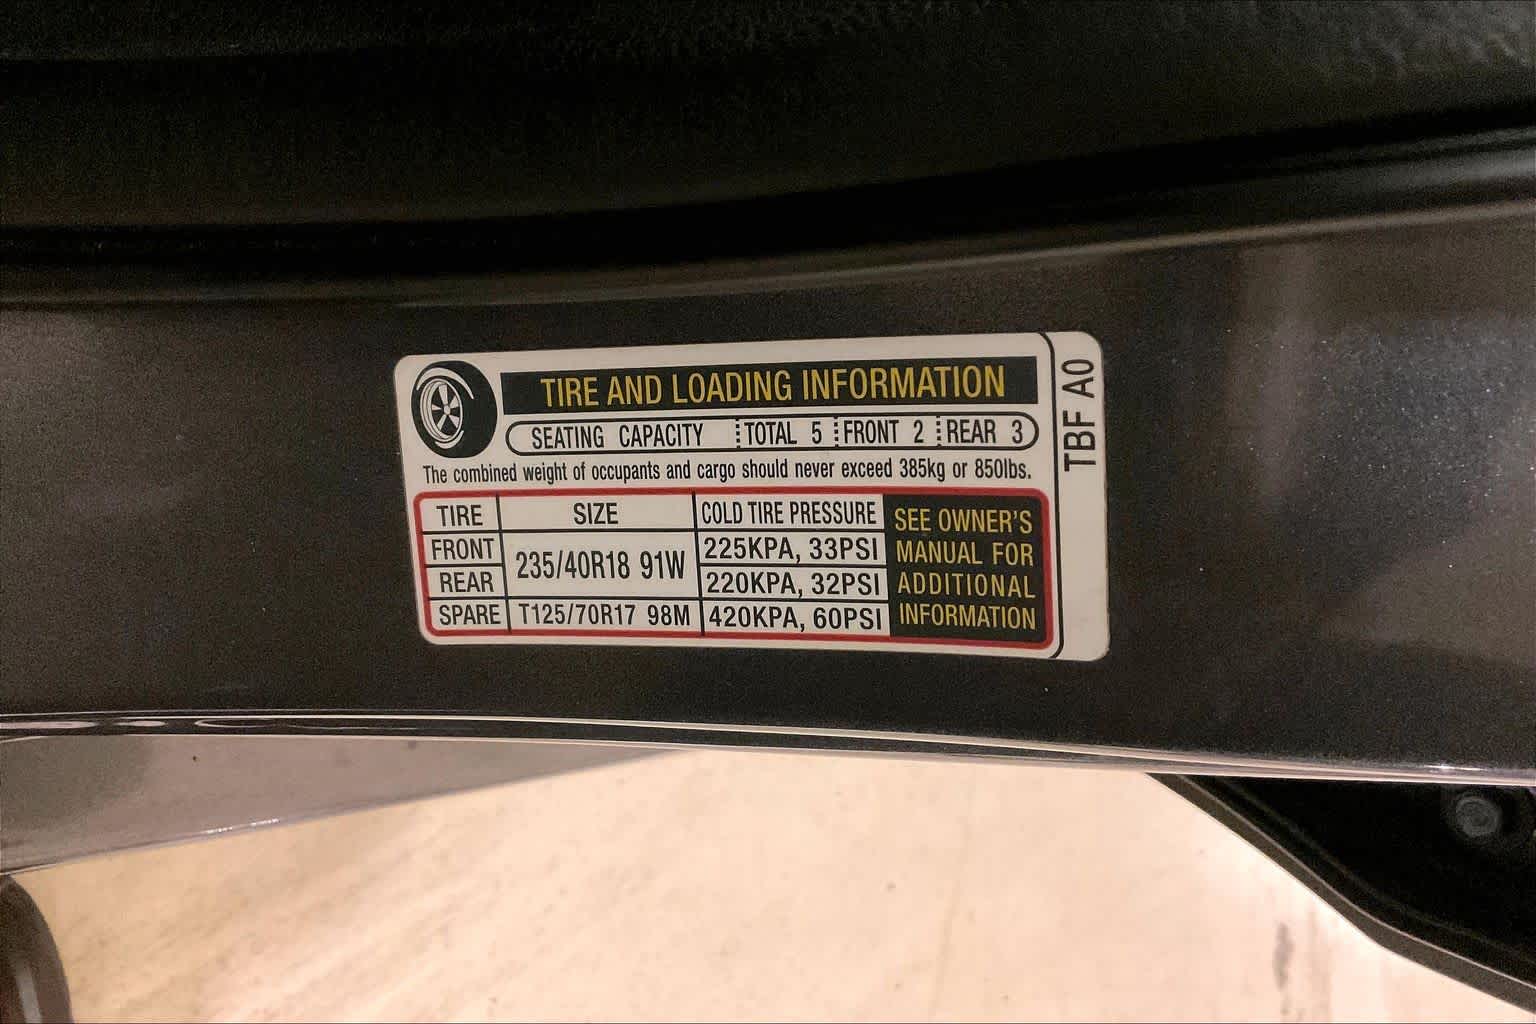 TIRE AND LOADING INFORMATION
SEATING CAPACITY TOTAL 5 FRONT 2 REAR 3
The combined weight of occupants and cargo should never exceed 385kg or 850lbs.
TIRE SIZE COLD TIRE PRESSURE
FRONT 235/40R18 91W 225KPA, 33PSI
REAR 220KPA, 32PSI
SPARE T125/70R17 98M 420KPA, 60PSI
SEE OWNER'S
MANUAL FOR
ADDITIONAL
INFORMATION
TBF A0